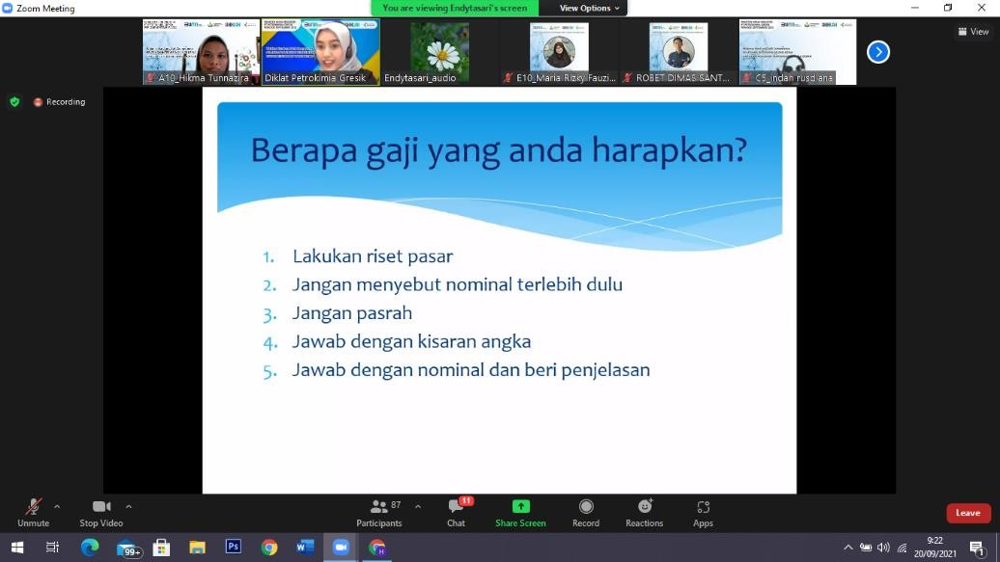 Zoom Meeting
You are viewing Endytasari's screen
View Options
View
A10_Hikma Tunnazira
Diklat Petrokimia Gresik
Endytasari_audio
E10_Maria Rizky Fauzi...
ROBET DIMAS SANT...
C5_indah rusdiana
Recording
Berapa gaji yang anda harapkan?
1. Lakukan riset pasar
2. Jangan menyebut nominal terlebih dulu
3. Jangan pasrah
4. Jawab dengan kisaran angka
5. Jawab dengan nominal dan beri penjelasan
Unmute
Stop Video
87
Participants
11
Chat
Share Screen
Record
Reactions
Apps
Leave
99+
Ps
W
H
9:22
20/09/2021
1